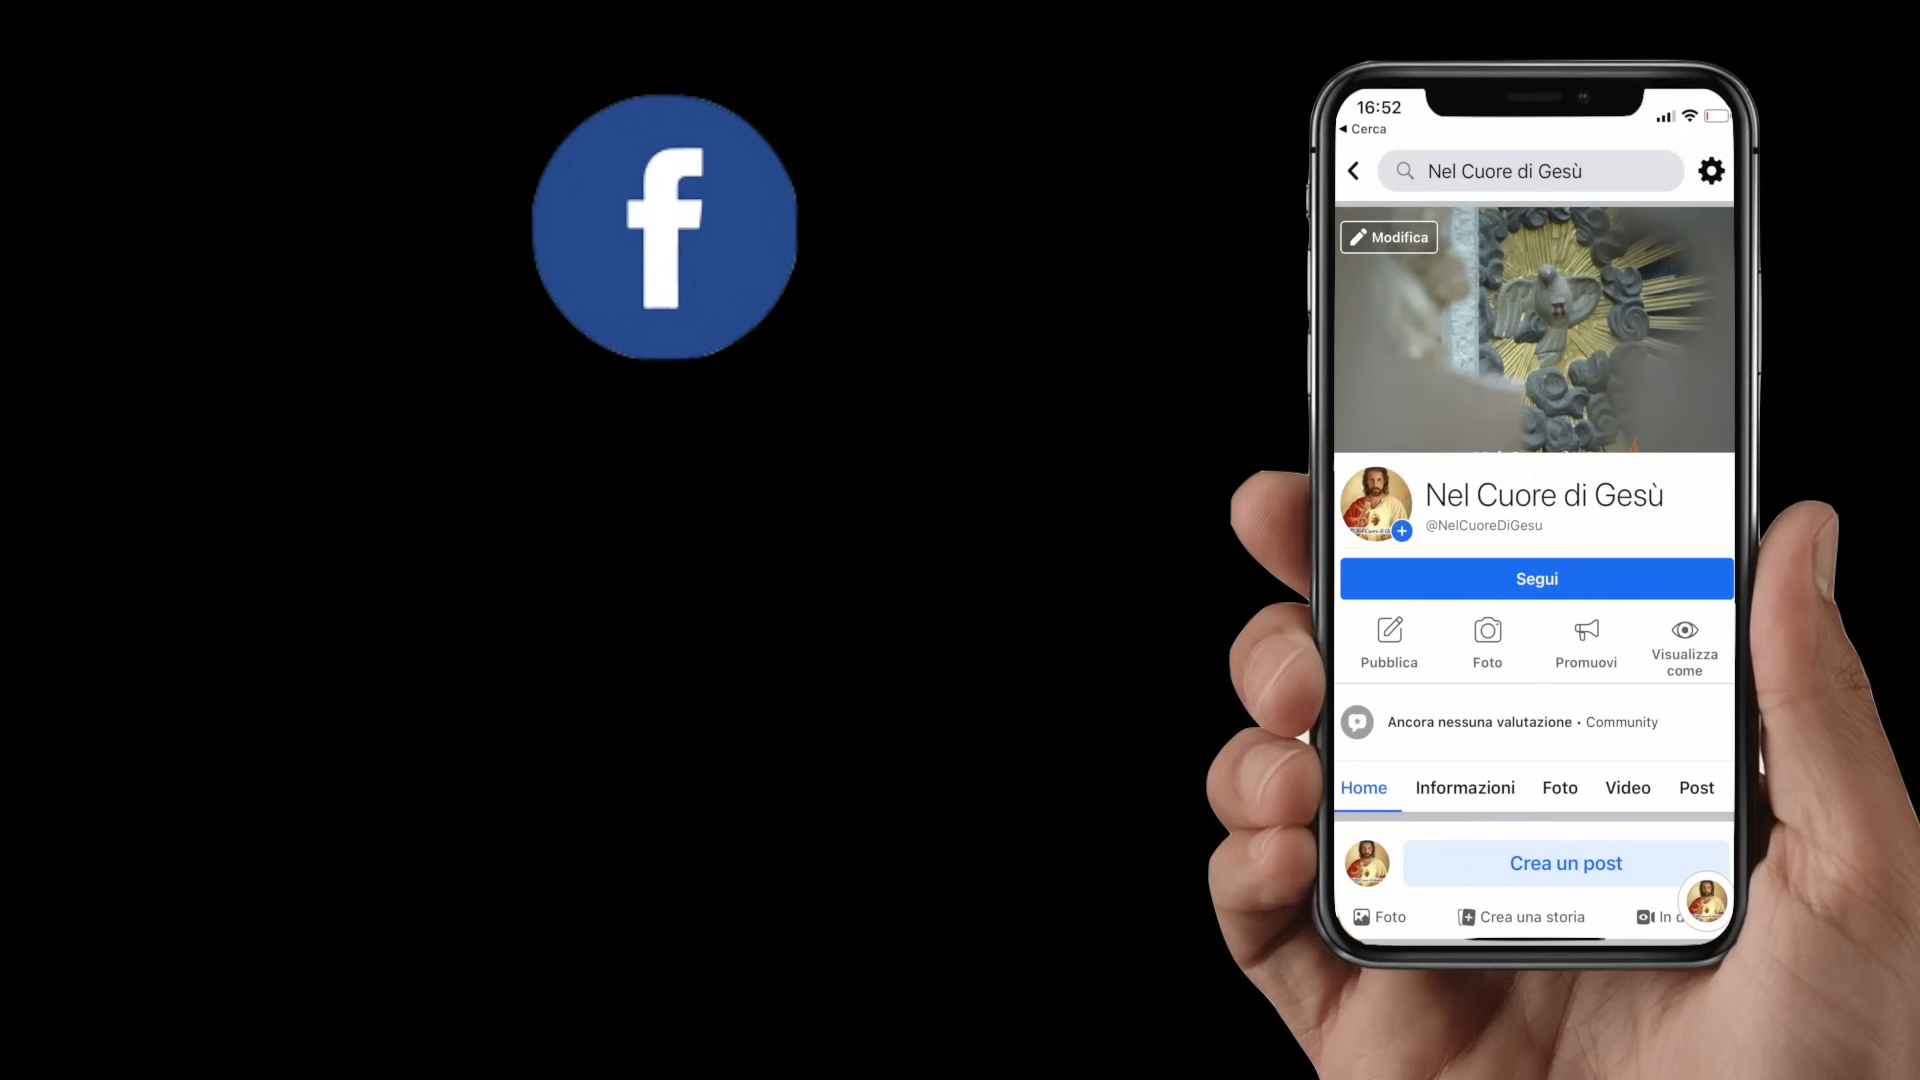 f
16:52
Cerca
Nel Cuore di Gesù
Modifica
Nel Cuore di Gesù
@NelCuoreDiGesu
Segui
Pubblica
Foto
Promuovi
Visualizza
come
Ancora nessuna valutazione • Community
Home
Informazioni
Foto
Video
Post
Crea un post
Foto
Crea una storia
In